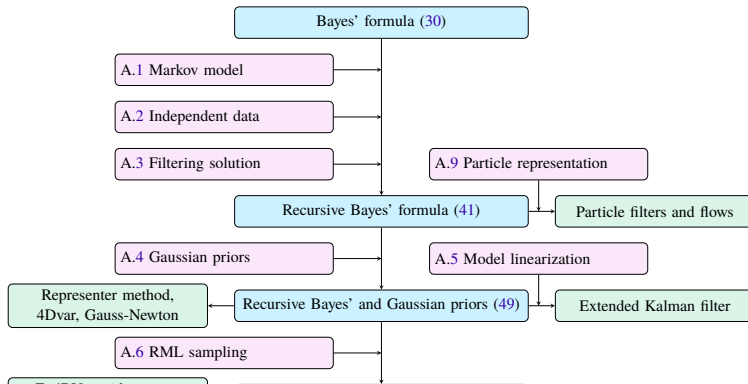 Bayes' formula (30)
A.1 Markov model
A.2 Independent data
A.3 Filtering solution
A.9 Particle representation
Recursive Bayes' formula (41)
Particle filters and flows
A.4 Gaussian priors
A.5 Model linearization
Representer method,
4Dvar, Gauss-Newton
Recursive Bayes' and Gaussian priors (49)
Extended Kalman filter
A.6 RML sampling